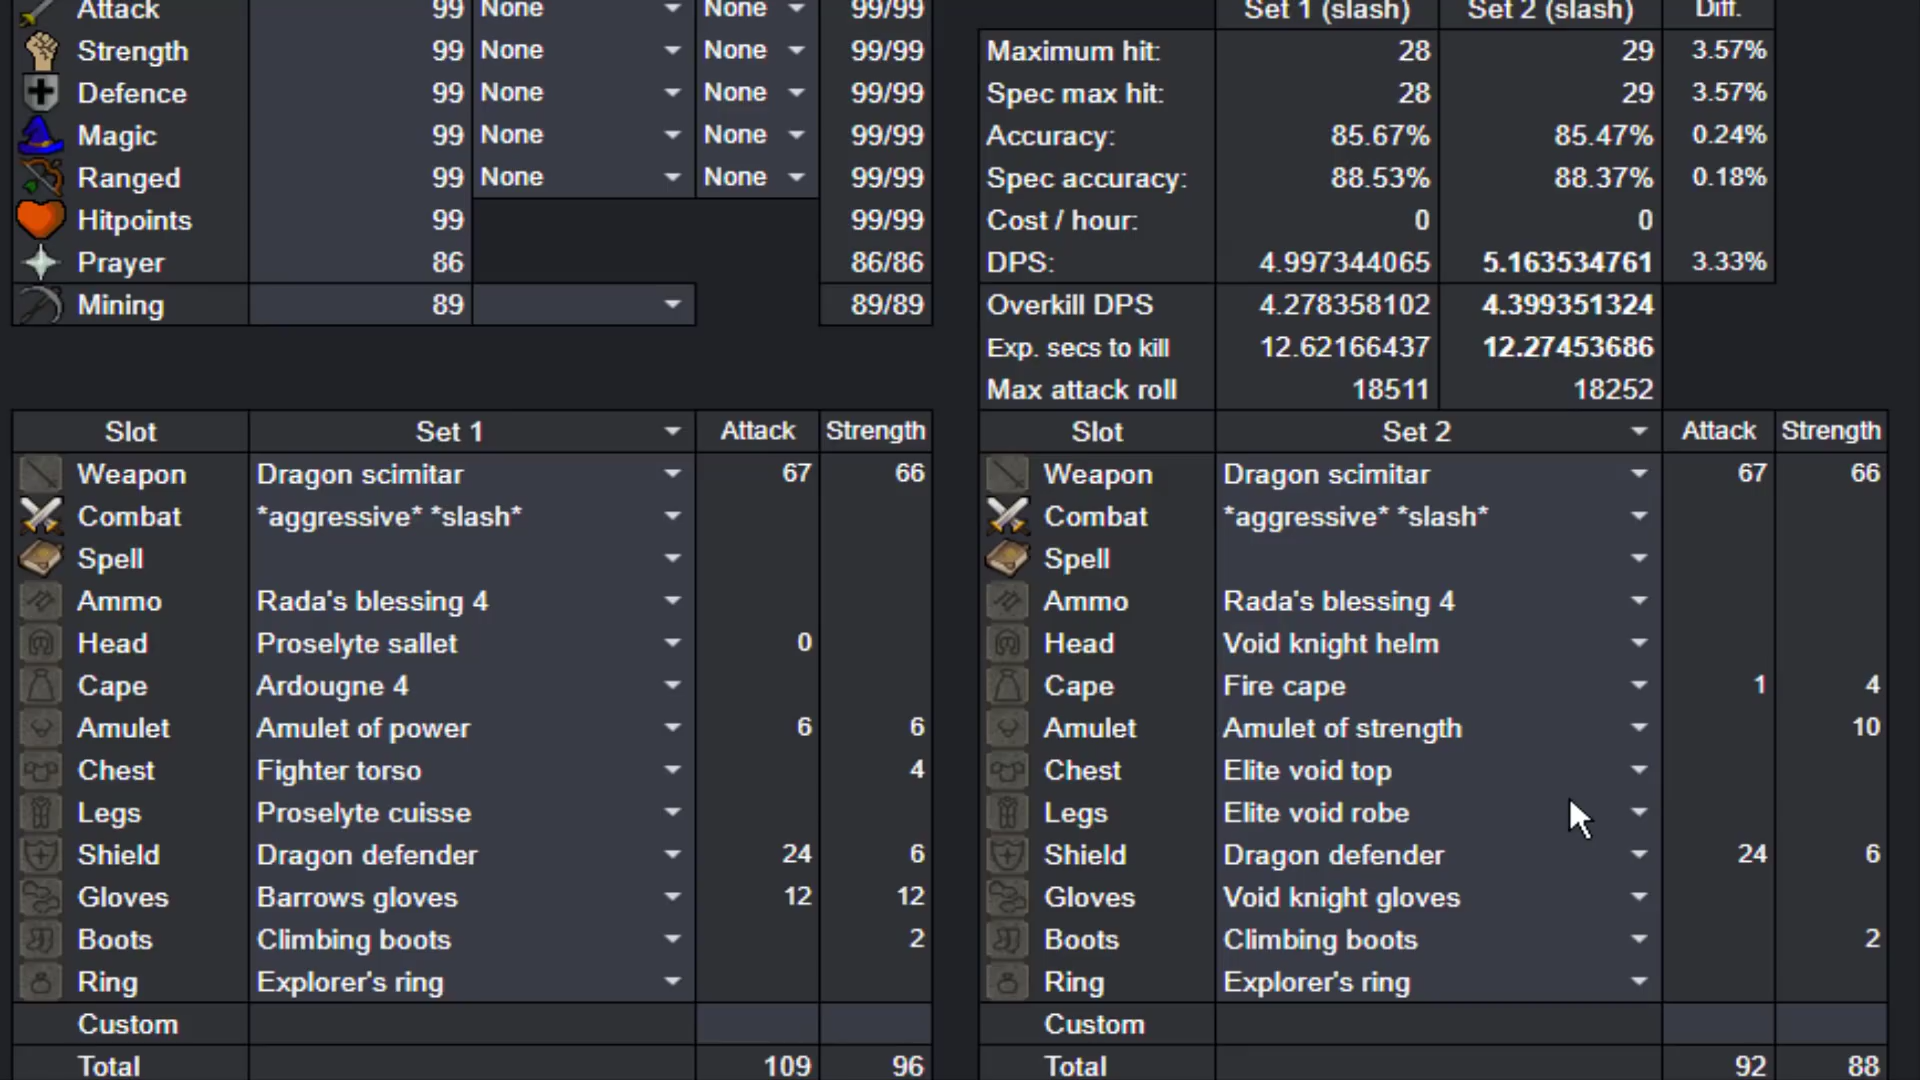 Attack 99 None None 99/99
Strength 99 None None 99/99
Defence 99 None None 99/99
Magic 99 None None 99/99
Ranged 99 None None 99/99
Hitpoints 99 99/99
Prayer 86 86/86
Mining 89 89/89
Set 1 (slash) Set 2 (slash) Diff.
Maximum hit: 28 29 3.57%
Spec max hit: 28 29 3.57%
Accuracy: 85.67% 85.47% 0.24%
Spec accuracy: 88.53% 88.37% 0.18%
Cost / hour: 0 0
DPS: 4.997344065 5.163534761 3.33%
Overkill DPS 4.278358102 4.399351324
Exp. secs to kill 12.62166437 12.27453686
Max attack roll 18511 18252
Slot Set 1 Attack Strength
Weapon Dragon scimitar 67 66
Combat *aggressive* *slash*
Spell
Ammo Rada's blessing 4
Head Proselyte sallet 0
Cape Ardougne 4
Amulet Amulet of power 6 6
Chest Fighter torso 4
Legs Proselyte cuisse
Shield Dragon defender 24 6
Gloves Barrows gloves 12 12
Boots Climbing boots 2
Ring Explorer's ring
Custom
Total 109 96
Slot Set 2 Attack Strength
Weapon Dragon scimitar 67 66
Combat *aggressive* *slash*
Spell
Ammo Rada's blessing 4
Head Void knight helm
Cape Fire cape 1 4
Amulet Amulet of strength 10
Chest Elite void top
Legs Elite void robe
Shield Dragon defender 24 6
Gloves Void knight gloves
Boots Climbing boots 2
Ring Explorer's ring
Custom
Total 92 88